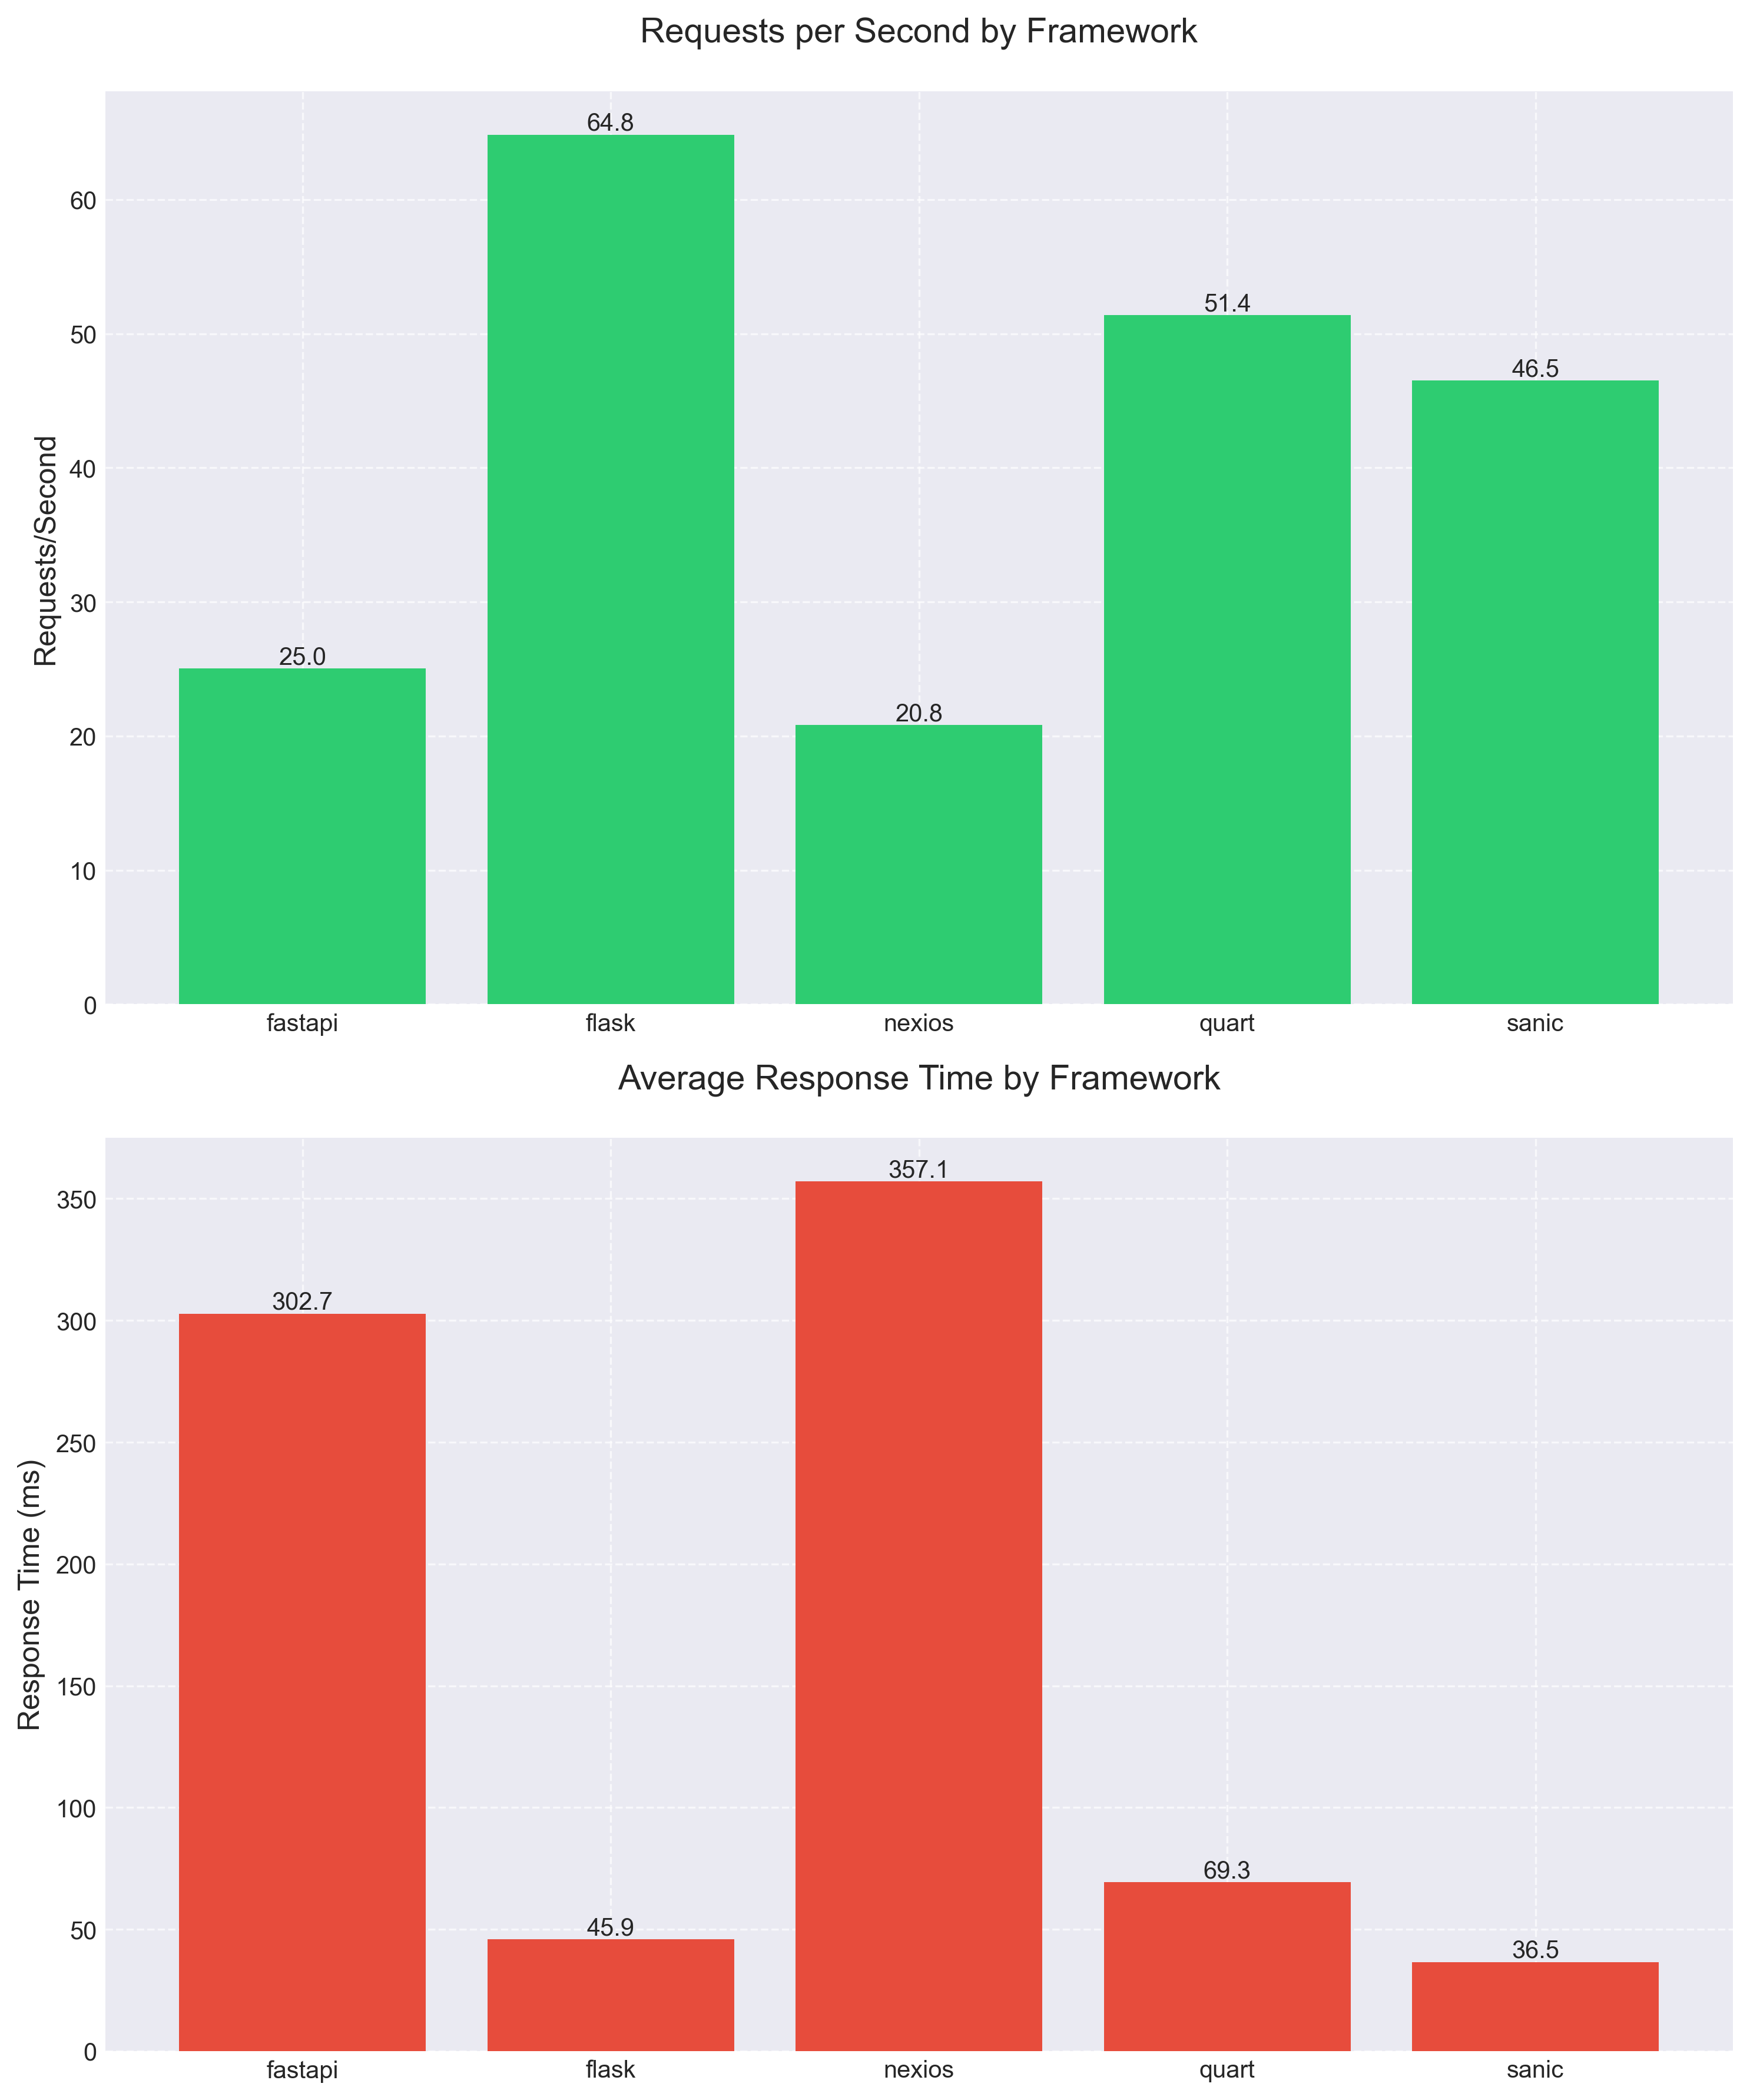 Requests per Second by Framework
Requests/Second
60
50
40
30
20
10
0
25.0
64.8
20.8
51.4
46.5
fastapi
flask
nexios
quart
sanic
Average Response Time by Framework
Response Time (ms)
350
300
250
200
150
100
50
0
302.7
45.9
357.1
69.3
36.5
fastapi
flask
nexios
quart
sanic